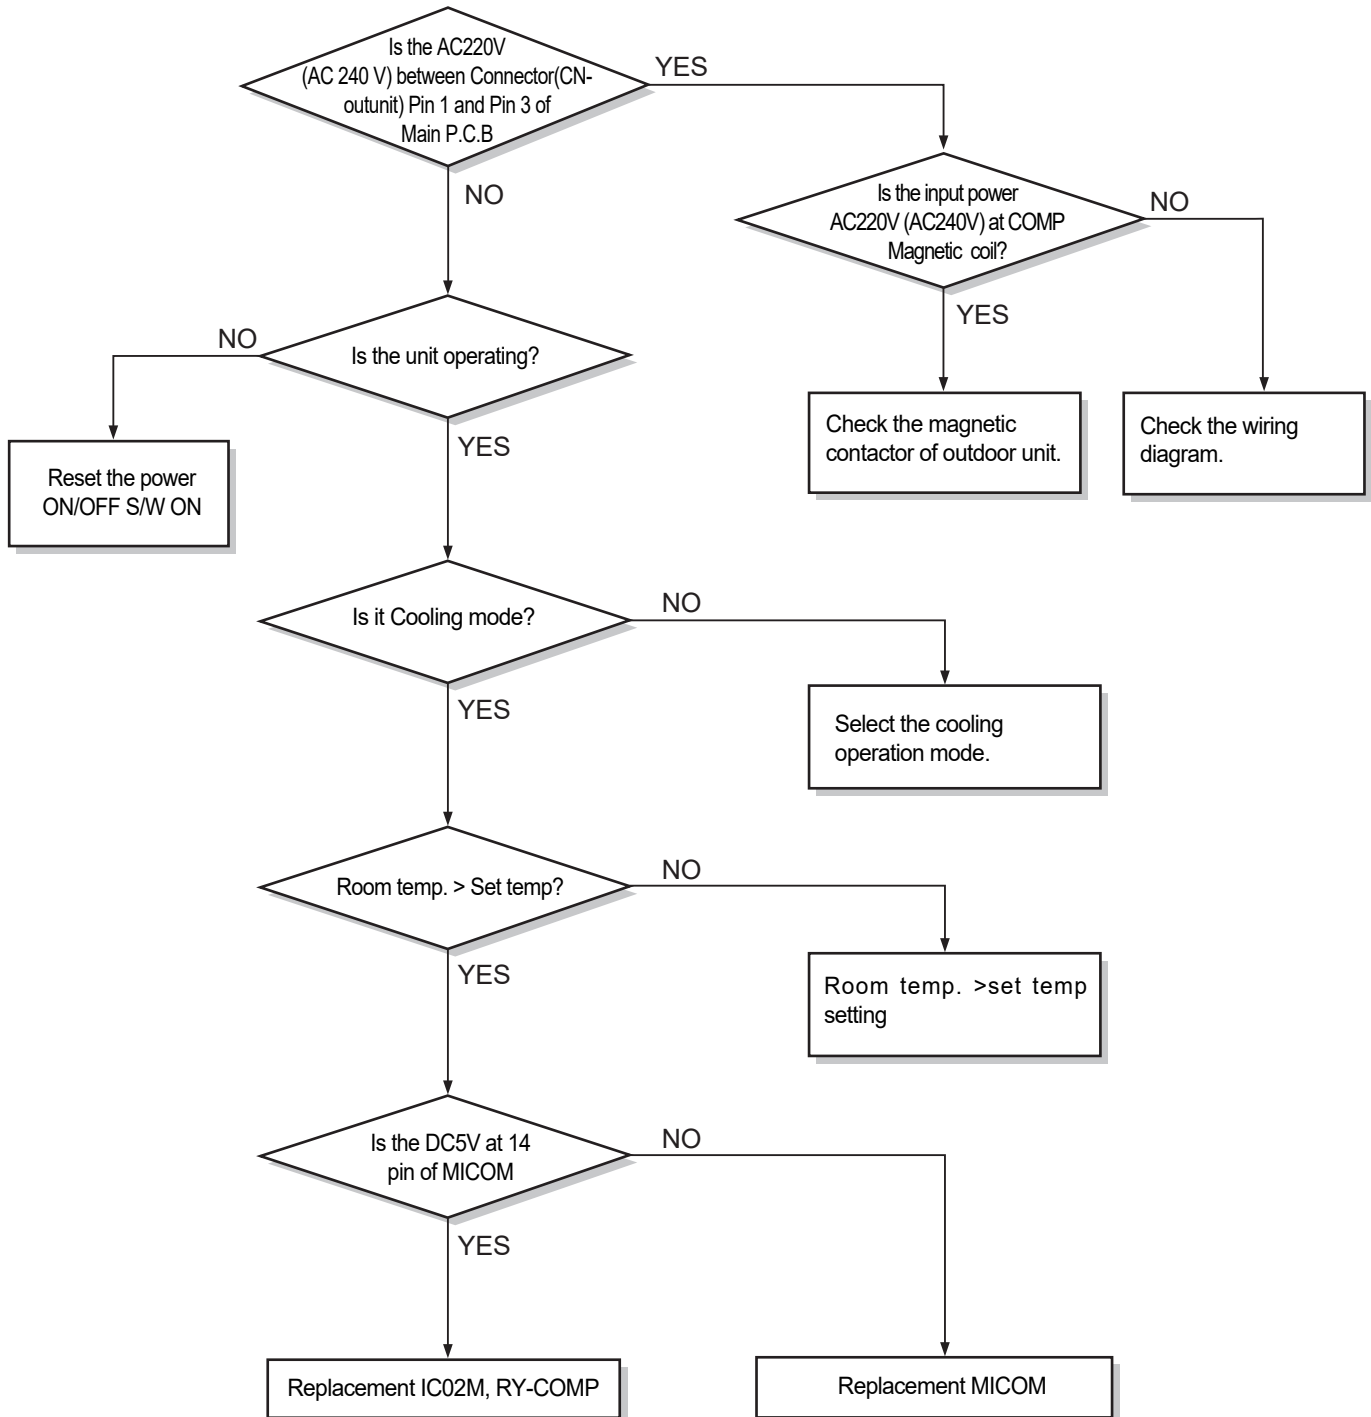 Is the AC220V
(AC 240 V) between Connector(CN-
outunit) Pin 1 and Pin 3 of
Main P.C.B
YES
NO
Is the input power
AC220V (AC240V) at COMP
Magnetic coil?
NO
YES
Is the unit operating?
NO
YES
Check the magnetic
contactor of outdoor unit.
Check the wiring
diagram.
Reset the power
ON/OFF S/W ON
Is it Cooling mode?
NO
YES
Select the cooling
operation mode.
Room temp. > Set temp?
NO
YES
Room temp. >set temp
setting
Is the DC5V at 14
pin of MICOM
NO
YES
Replacement IC02M, RY-COMP
Replacement MICOM